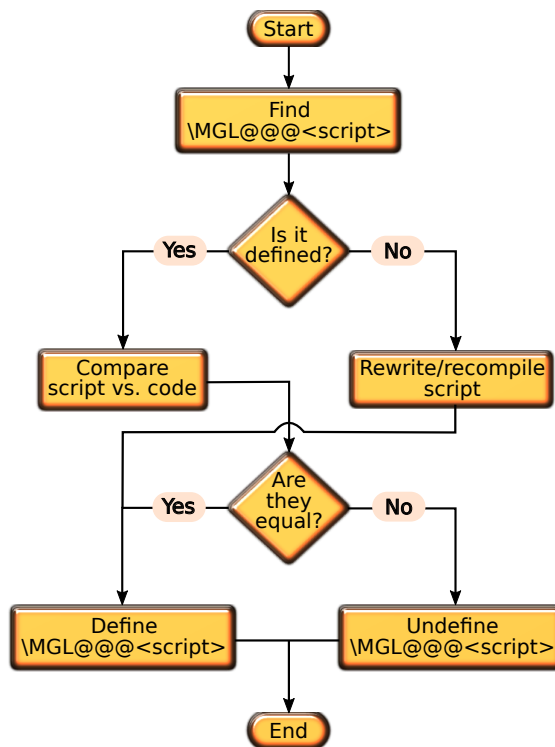 Start
Find
\MGL@@@<script>
Is it
defined?
Yes
No
Compare
script vs. code
Rewrite/recompile
script
Are
they
equal?
Yes
No
Define
\MGL@@@<script>
Undefine
\MGL@@@<script>
End